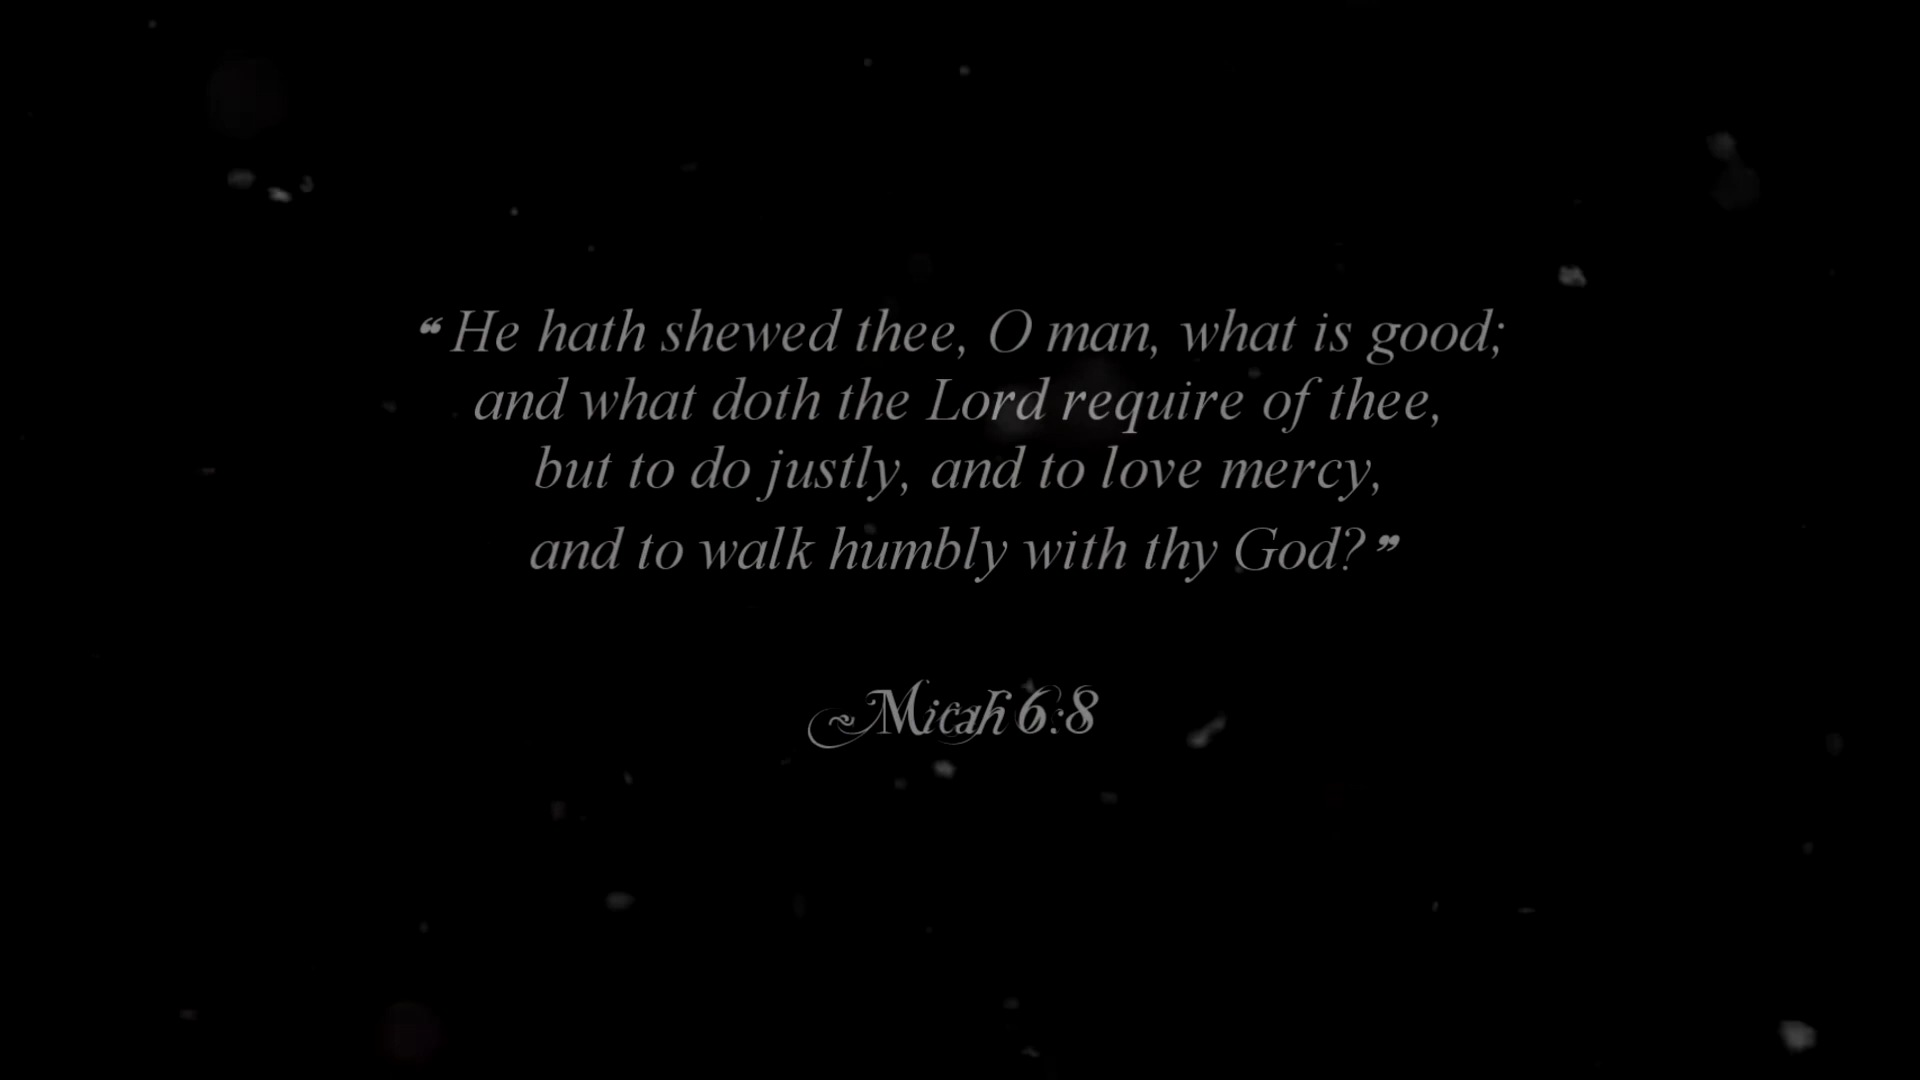 ❝ He hath shewed thee, O man, what is good;
and what doth the Lord require of thee,
but to do justly, and to love mercy,
and to walk humbly with thy God? ❞
~Micah 6:8